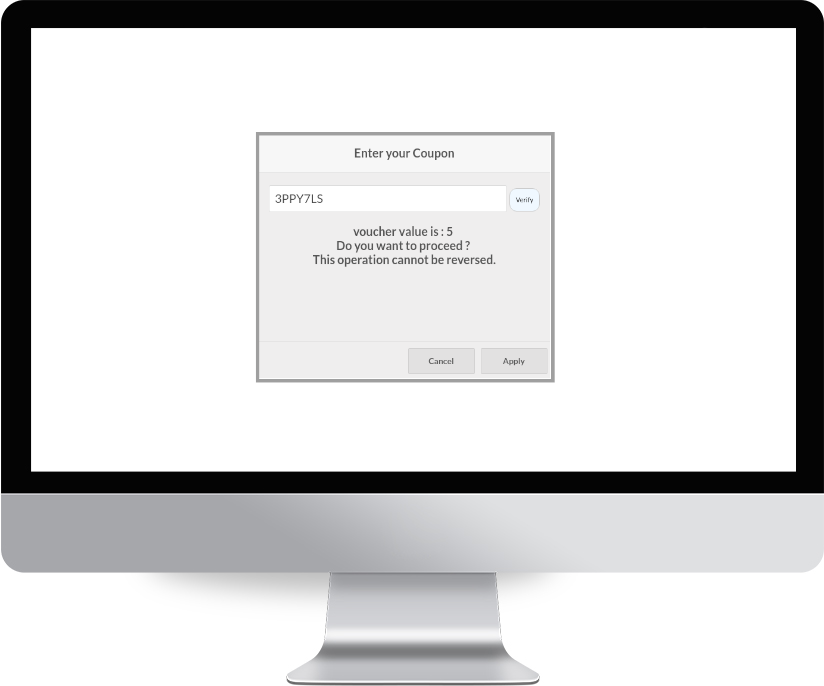 Enter your Coupon
3PPY7LS
Verify
voucher value is : 5
Do you want to proceed ?
This operation cannot be reversed.
Cancel
Apply